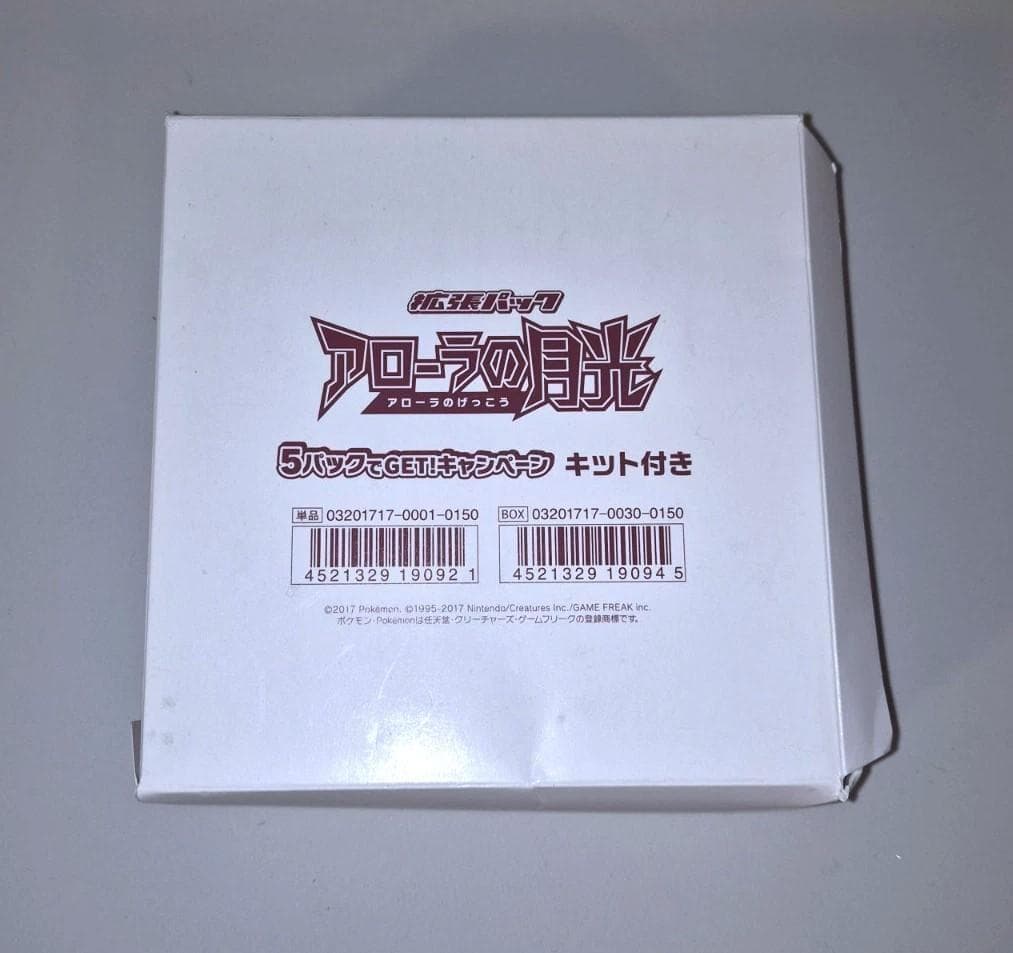 拡張パック
アローラの月光
アローラのげっこう
5パックでGET!キャンペーン キット付き
単品 03201717-0001-0150 BOX 03201717-0030-0150
4521329 19092 1 4521329 19094 5
©2017 Pokémon. ©1995-2017 Nintendo/Creatures Inc./GAME FREAK inc.
ポケモン・Pokémonは任天堂・クリーチャーズ・ゲームフリークの登録商標です。